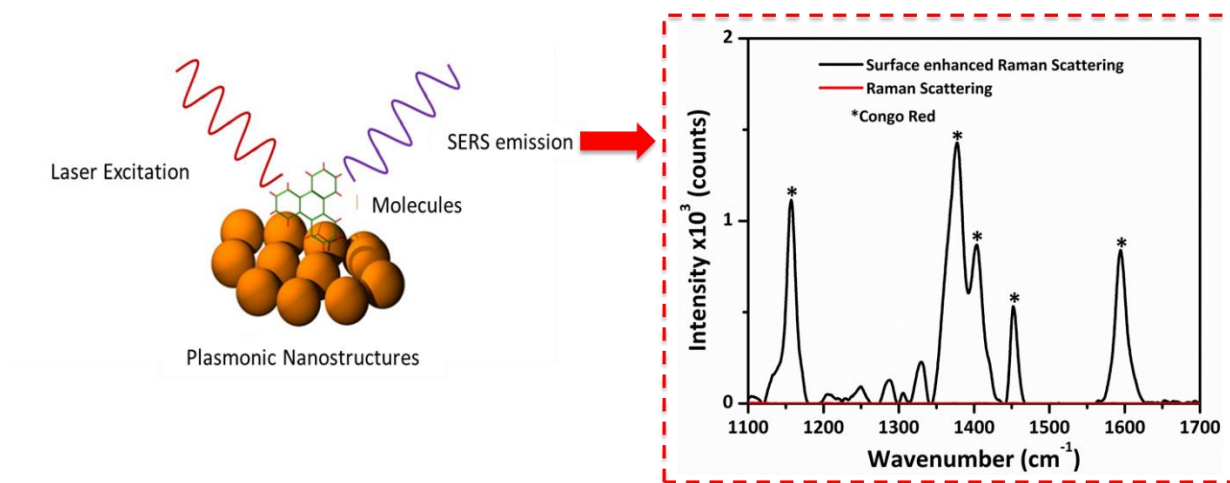 Laser Excitation
SERS emission
Molecules
Plasmonic Nanostructures
Surface enhanced Raman Scattering
Raman Scattering
*Congo Red
*
*
*
*
*
Intensity x10³ (counts)
2
1
0
1100 1200 1300 1400 1500 1600 1700
Wavenumber (cm⁻¹)